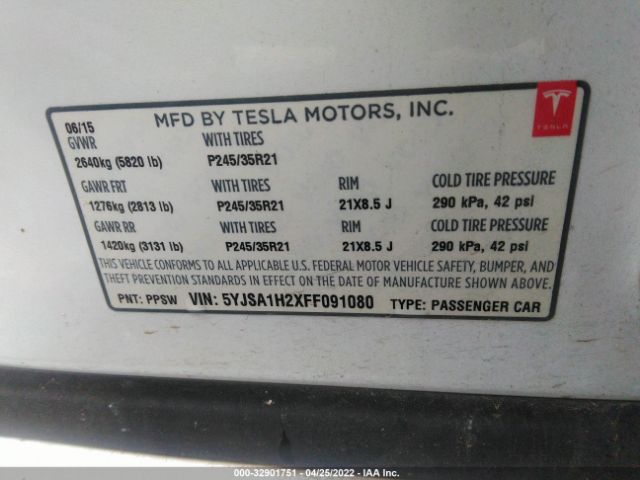 MFD BY TESLA MOTORS, INC.
TESLA
06/15
GVWR WITH TIRES
2640kg (5820 lb) P245/35R21
GAWR FRT WITH TIRES RIM COLD TIRE PRESSURE
1276kg (2813 lb) P245/35R21 21X8.5 J 290 kPa, 42 psi
GAWR RR WITH TIRES RIM COLD TIRE PRESSURE
1420kg (3131 lb) P245/35R21 21X8.5 J 290 kPa, 42 psi
THIS VEHICLE CONFORMS TO ALL APPLICABLE U.S. FEDERAL MOTOR VEHICLE SAFETY, BUMPER, AND
THEFT PREVENTION STANDARDS IN EFFECT ON THE DATE OF MANUFACTURE SHOWN ABOVE.
PNT: PPSW VIN: 5YJSA1H2XFF091080 TYPE: PASSENGER CAR
000-32901751 - 04/25/2022 - IAA Inc.